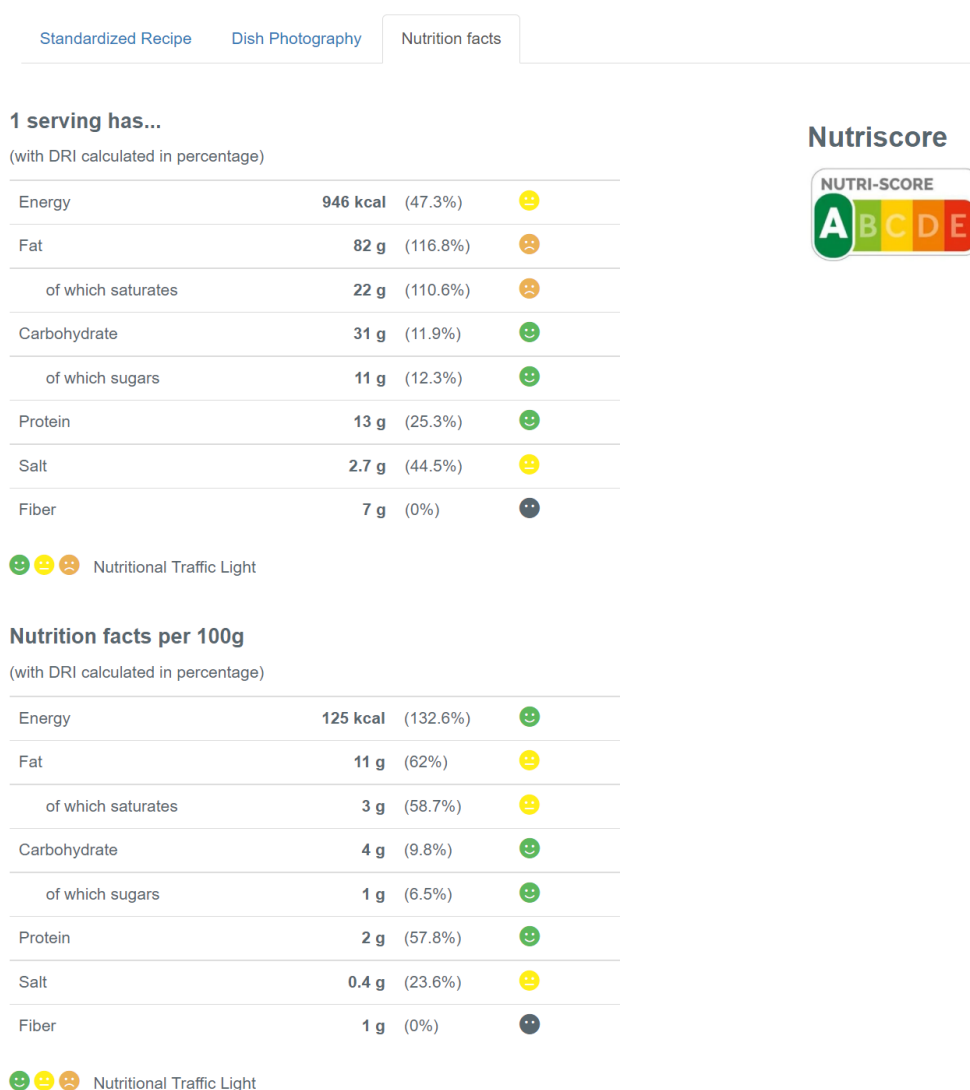 Standardized Recipe Dish Photography Nutrition facts
1 serving has...
(with DRI calculated in percentage)
Energy 946 kcal (47.3%)
Fat 82 g (116.8%)
of which saturates 22 g (110.6%)
Carbohydrate 31 g (11.9%)
of which sugars 11 g (12.3%)
Protein 13 g (25.3%)
Salt 2.7 g (44.5%)
Fiber 7 g (0%)
Nutritional Traffic Light
Nutriscore
NUTRI-SCORE
A B C D E
Nutrition facts per 100g
(with DRI calculated in percentage)
Energy 125 kcal (132.6%)
Fat 11 g (62%)
of which saturates 3 g (58.7%)
Carbohydrate 4 g (9.8%)
of which sugars 1 g (6.5%)
Protein 2 g (57.8%)
Salt 0.4 g (23.6%)
Fiber 1 g (0%)
Nutritional Traffic Light